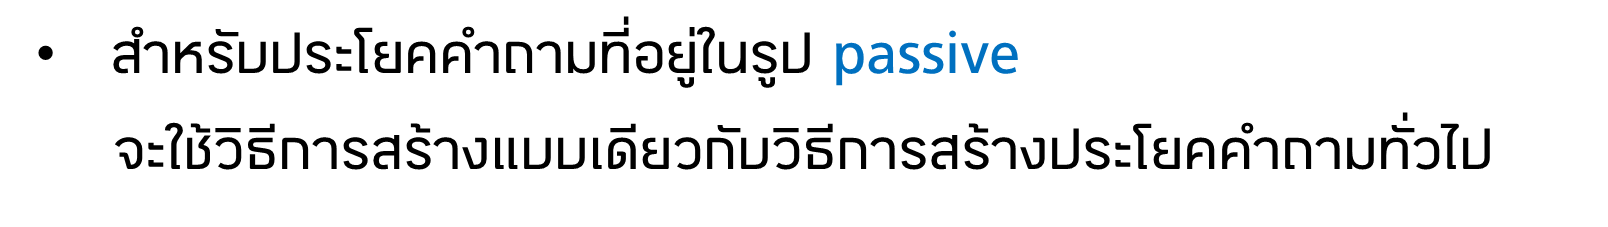 • สำหรับประโยคคำถามที่อยู่ในรูป passive
จะใช้วิธีการสร้างแบบเดียวกับวิธีการสร้างประโยคคำถามทั่วไป